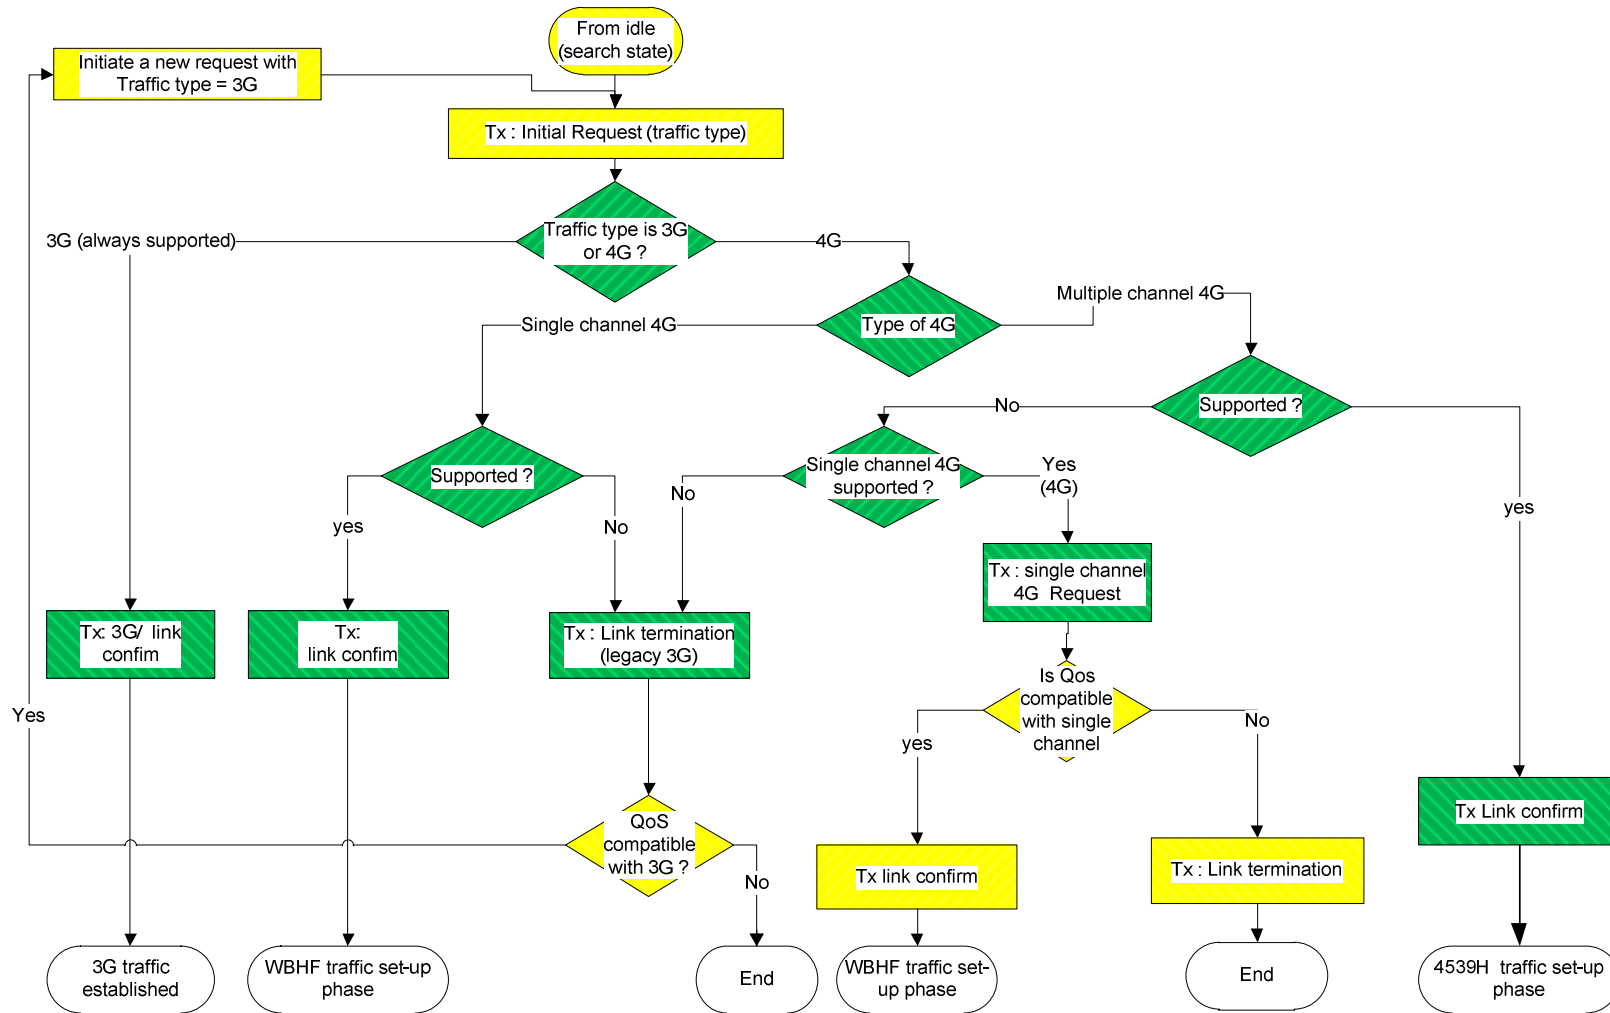 From idle
(search state)
Initiate a new request with
Traffic type = 3G
Tx : Initial Request (traffic type)
Traffic type is 3G
or 4G ?
3G (always supported)
4G
Type of 4G
Single channel 4G
Multiple channel 4G
Supported ?
No
yes
Supported ?
yes
No
Single channel 4G
supported ?
No
Yes
(4G)
Tx : single channel
4G Request
Tx: 3G/ link
confim
Tx:
link confim
Tx : Link termination
(legacy 3G)
Is Qos
compatible
with single
channel
yes
No
Yes
QoS
compatible
with 3G ?
No
Tx link confirm
Tx : Link termination
Tx Link confirm
3G traffic
established
WBHF traffic set-up
phase
End
WBHF traffic set-
up phase
End
4539H traffic set-up
phase